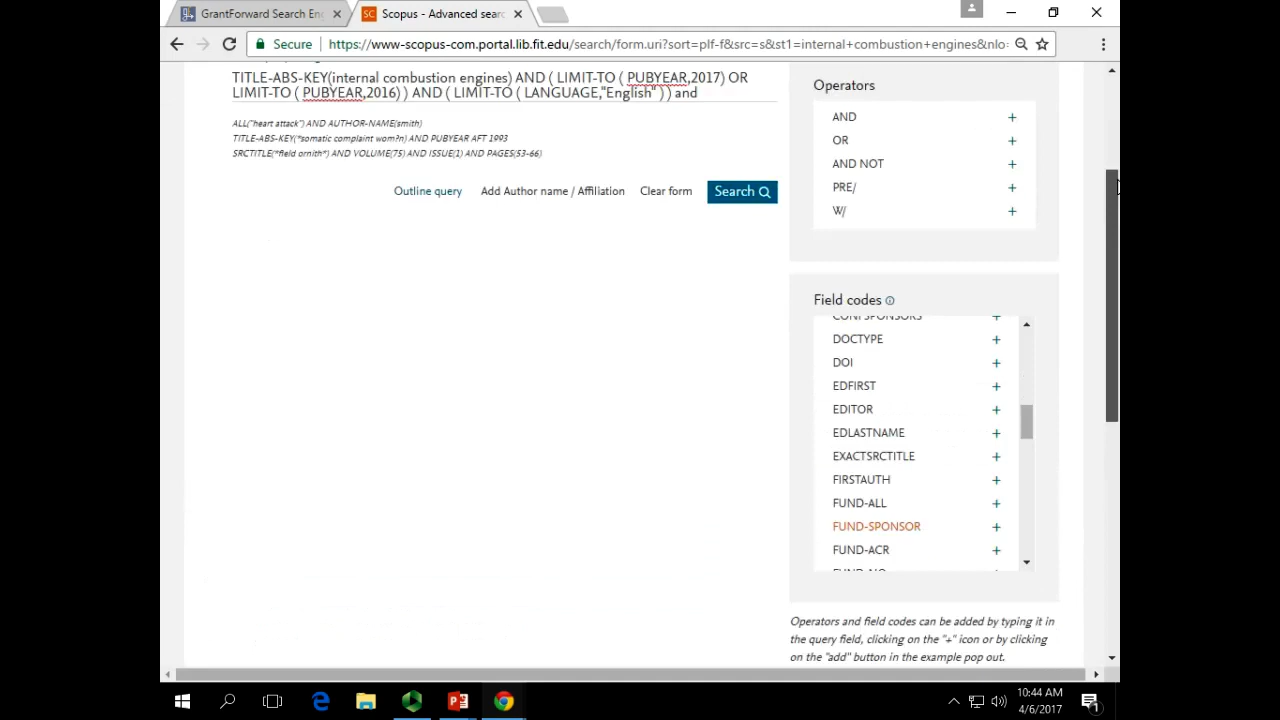 GrantForward Search Eng
Scopus - Advanced searc
Secure
https://www-scopus-com.portal.lib.fit.edu/search/form.uri?sort=plf-f&src=s&st1=internal+combustion+engines&nlo
TITLE-ABS-KEY(internal combustion engines) AND ( LIMIT-TO ( PUBYEAR,2017) OR
LIMIT-TO ( PUBYEAR,2016) ) AND ( LIMIT-TO ( LANGUAGE,"English" ) ) and
ALL("heart attack") AND AUTHOR-NAME(smith)
TITLE-ABS-KEY(*somatic complaint wom?n) AND PUBYEAR AFT 1993
SRCTITLE(*field ornith*) AND VOLUME(75) AND ISSUE(1) AND PAGES(53-66)
Outline query
Add Author name / Affiliation
Clear form
Search
Operators
AND +
OR +
AND NOT +
PRE/ +
W/ +
Field codes
CONFSPONSORS +
DOCTYPE +
DOI +
EDFIRST +
EDITOR +
EDLASTNAME +
EXACTSRCTITLE +
FIRSTAUTH +
FUND-ALL +
FUND-SPONSOR +
FUND-ACR +
Operators and field codes can be added by typing it in
the query field, clicking on the "+" icon or by clicking
on the "add" button in the example pop out.
10:44 AM
4/6/2017